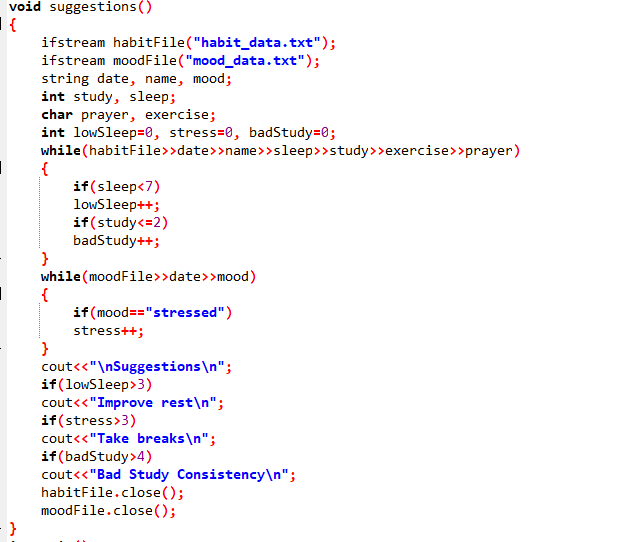 void suggestions()
{
    ifstream habitFile("habit_data.txt");
    ifstream moodFile("mood_data.txt");
    string date, name, mood;
    int study, sleep;
    char prayer, exercise;
    int lowSleep=0, stress=0, badStudy=0;
    while(habitFile>>date>>name>>sleep>>study>>exercise>>prayer)
    {
        if(sleep<7)
        lowSleep++;
        if(study<=2)
        badStudy++;
    }
    while(moodFile>>date>>mood)
    {
        if(mood=="stressed")
        stress++;
    }
    cout<<"\nSuggestions\n";
    if(lowSleep>3)
    cout<<"Improve rest\n";
    if(stress>3)
    cout<<"Take breaks\n";
    if(badStudy>4)
    cout<<"Bad Study Consistency\n";
    habitFile.close();
    moodFile.close();
}